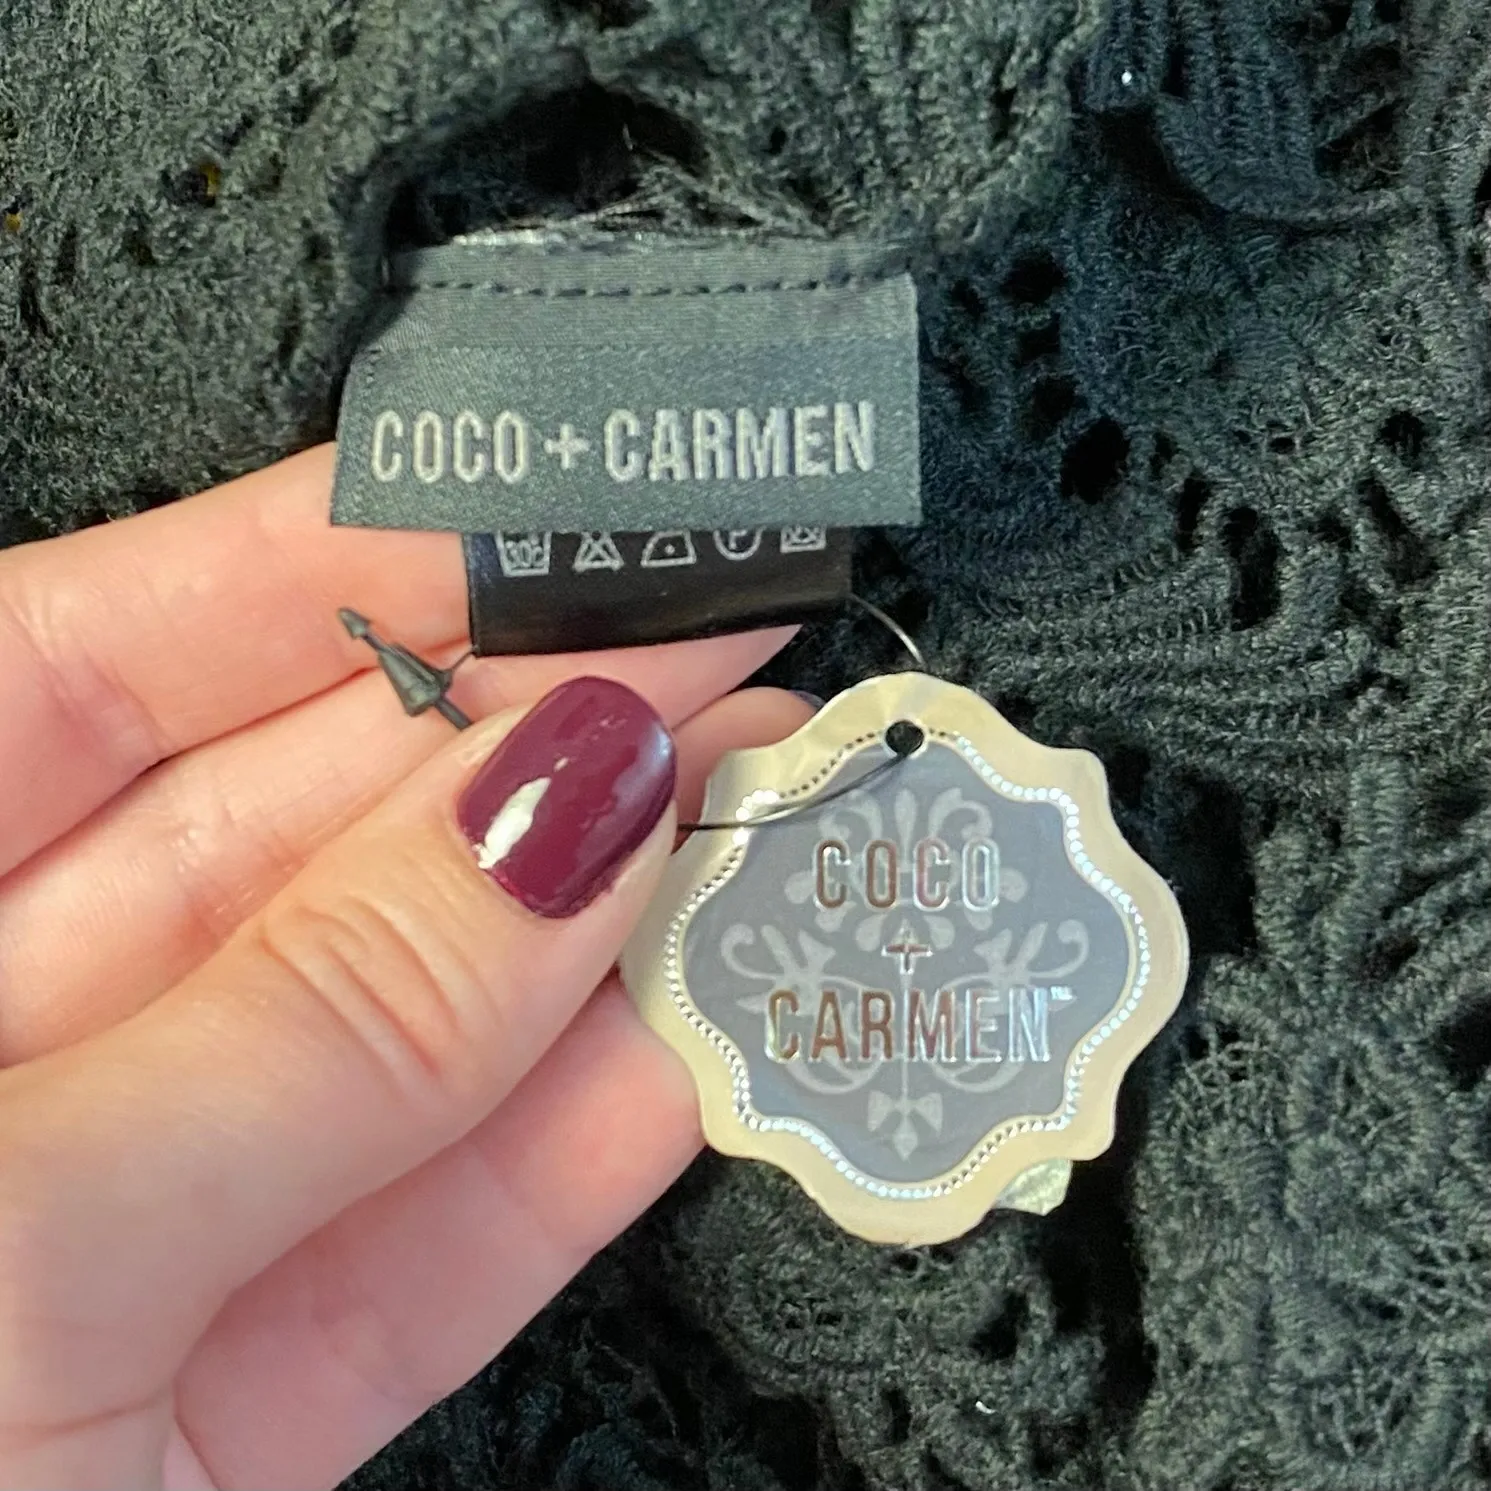 COCO + CARMEN
30°
P
COCO
+
CARMEN™